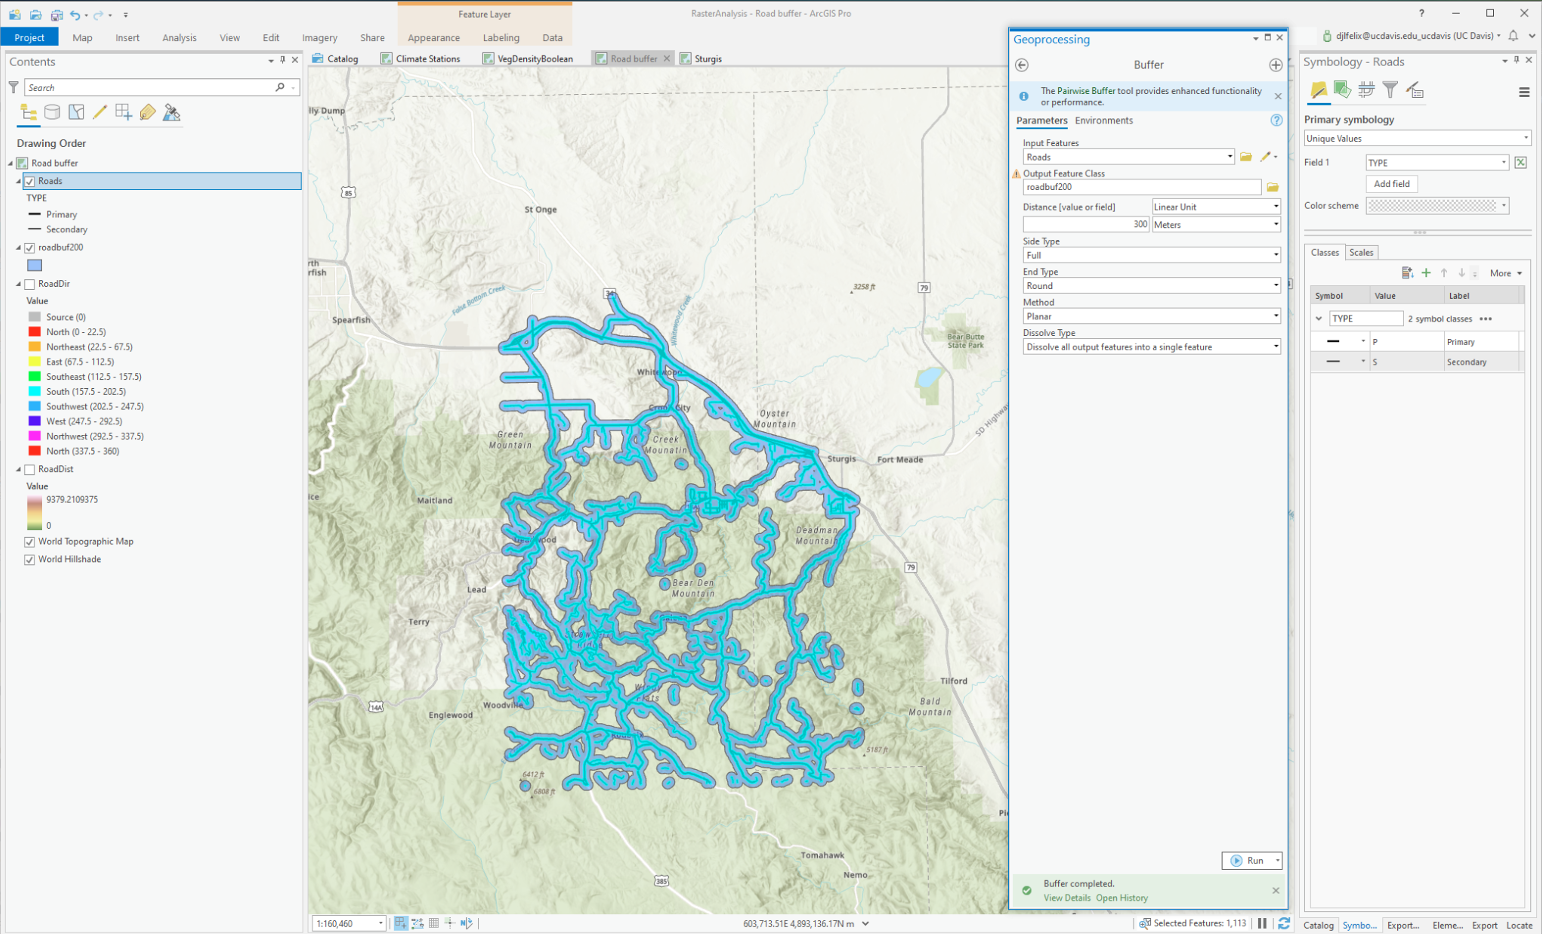 Feature Layer
RasterAnalysis - Road buffer - ArcGIS Pro
Project Map Insert Analysis View Edit Imagery Share Appearance Labeling Data
djlfelix@ucdavis.edu_ucdavis (UC Davis)
Contents
Search
Drawing Order
Road buffer
Roads
TYPE
Primary
Secondary
roadbuf200
RoadDir
Value
Source (0)
North (0 - 22.5)
Northeast (22.5 - 67.5)
East (67.5 - 112.5)
Southeast (112.5 - 157.5)
South (157.5 - 202.5)
Southwest (202.5 - 247.5)
West (247.5 - 292.5)
Northwest (292.5 - 337.5)
North (337.5 - 360)
RoadDist
Value
9379.2109375
0
World Topographic Map
World Hillshade
Catalog Climate Stations VegDensityBoolean Road buffer Sturgis
lly Dump
85
St Onge
rth
rfish
False Bottom Creek
34
Whitewood Creek
3258 ft
79
Spearfish
Bear Butte
State Park
Whitewood
Crook City
Oyster
Mountain
SD Highway
Green
Mountain
Creek
Mountain
Sturgis
Fort Meade
ice
Maitland
Deadwood
Deadman
Mountain
79
Lead
Bear Den
Mountain
Terry
Tilford
14A
Woodville
Englewood
Bald
Mountain
5187 ft
6412 ft
6808 ft
Pi
Tomahawk
Nemo
385
1:160,460
603,713.51E 4,893,136.17N m
Selected Features: 1,113
Geoprocessing
Buffer
The Pairwise Buffer tool provides enhanced functionality
or performance.
Parameters Environments
Input Features
Roads
Output Feature Class
roadbuf200
Distance [value or field] Linear Unit
300 Meters
Side Type
Full
End Type
Round
Method
Planar
Dissolve Type
Dissolve all output features into a single feature
Run
Buffer completed.
View Details Open History
Symbology - Roads
Primary symbology
Unique Values
Field 1 TYPE
Add field
Color scheme
Classes Scales
More
Symbol Value Label
TYPE 2 symbol classes
P Primary
S Secondary
Catalog Symbo... Export... Eleme... Export Locate